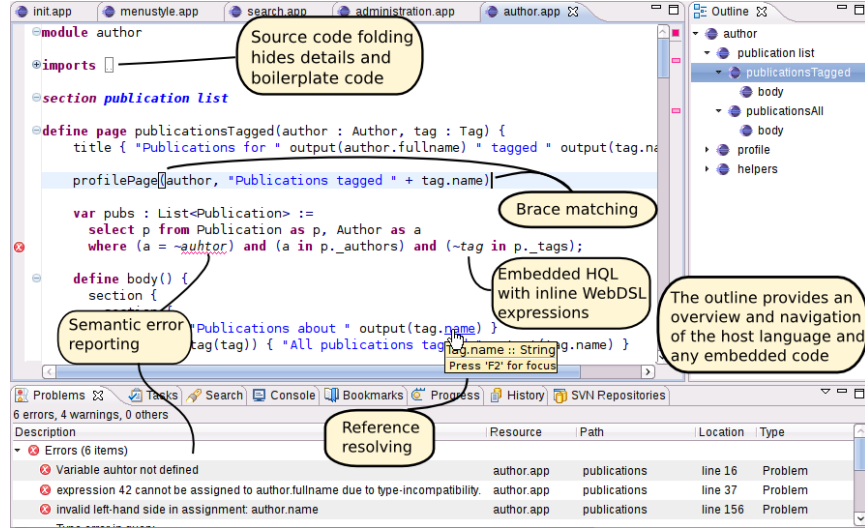 init.app menustyle.app search.app administration.app author.app Outline
module author
Source code folding
hides details and
boilerplate code
imports
section publication list
define page publicationsTagged(author : Author, tag : Tag) {
title { "Publications for " output(author.fullname) " tagged " output(tag.na
profilePage(author, "Publications tagged " + tag.name)
Brace matching
var pubs : List<Publication> :=
select p from Publication as p, Author as a
where (a = ~auhtor) and (a in p._authors) and (~tag in p._tags);
define body() {
section {
Embedded HQL
with inline WebDSL
expressions
Semantic error
reporting
"Publications about " output(tag.name) }
tag(tag)) { "All publications (tag.name) }
Tag.name :: String
Press 'F2' for focus
author
publication list
publicationsTagged
body
publicationsAll
body
profile
helpers
The outline provides an
overview and navigation
of the host language and
any embedded code
Problems Tasks Search Console Bookmarks Progress History SVN Repositories
6 errors, 4 warnings, 0 others
Reference
resolving
Description Resource Path Location Type
Errors (6 items)
Variable auhtor not defined author.app publications line 16 Problem
expression 42 cannot be assigned to author.fullname due to type-incompatibility. author.app publications line 37 Problem
invalid left-hand side in assignment: author.name author.app publications line 156 Problem